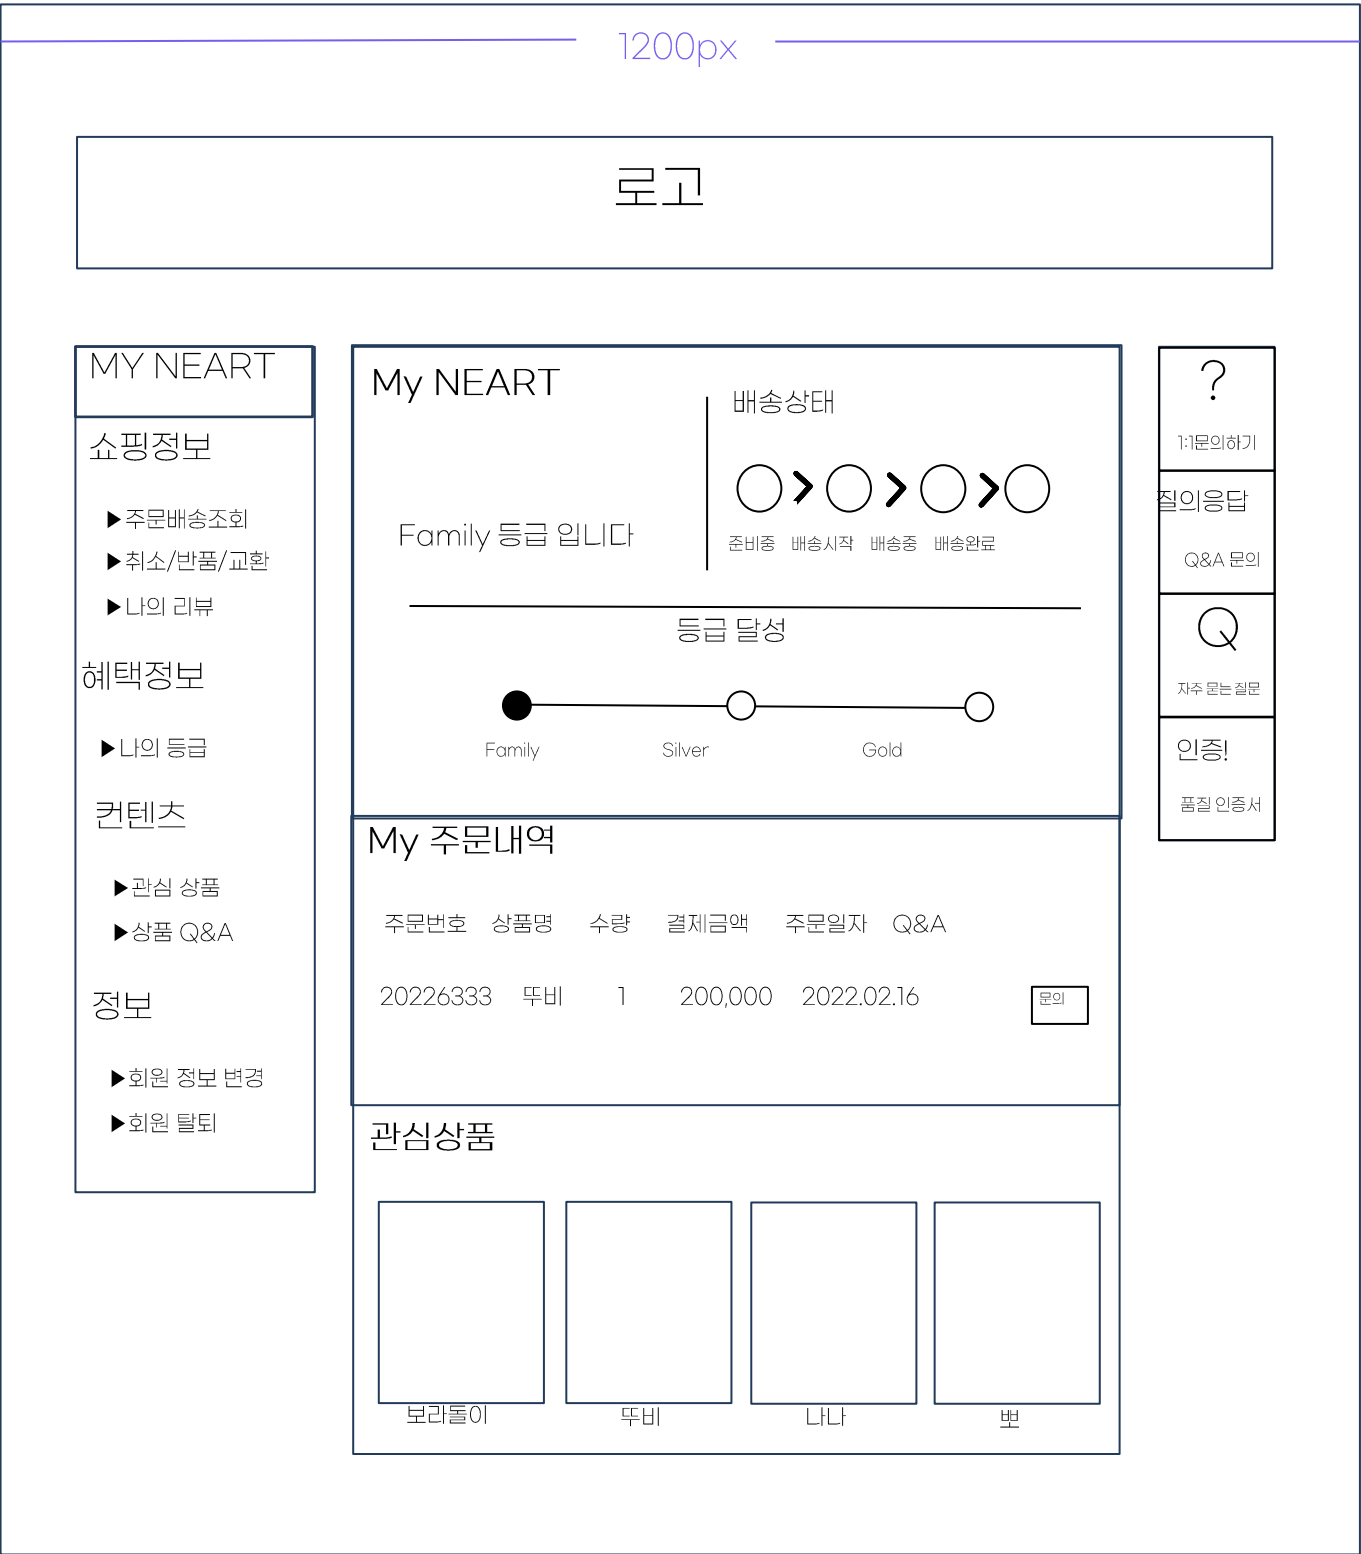 1200px
로고
MY NEART
쇼핑정보
▶주문배송조회
▶취소/반품/교환
▶나의 리뷰
혜택정보
▶나의 등급
컨텐츠
▶관심 상품
▶상품 Q&A
정보
▶회원 정보 변경
▶회원 탈퇴
My NEART
Family 등급 입니다
배송상태
준비중 배송시작 배송중 배송완료
등급 달성
Family Silver Gold
My 주문내역
주문번호 상품명 수량 결제금액 주문일자 Q&A
20226333 뚜비 1 200,000 2022.02.16 문의
관심상품
보라돌이 뚜비 나나 뽀
?
1:1문의하기
질의응답
Q&A 문의
Q
자주 묻는 질문
인증!
품질 인증서